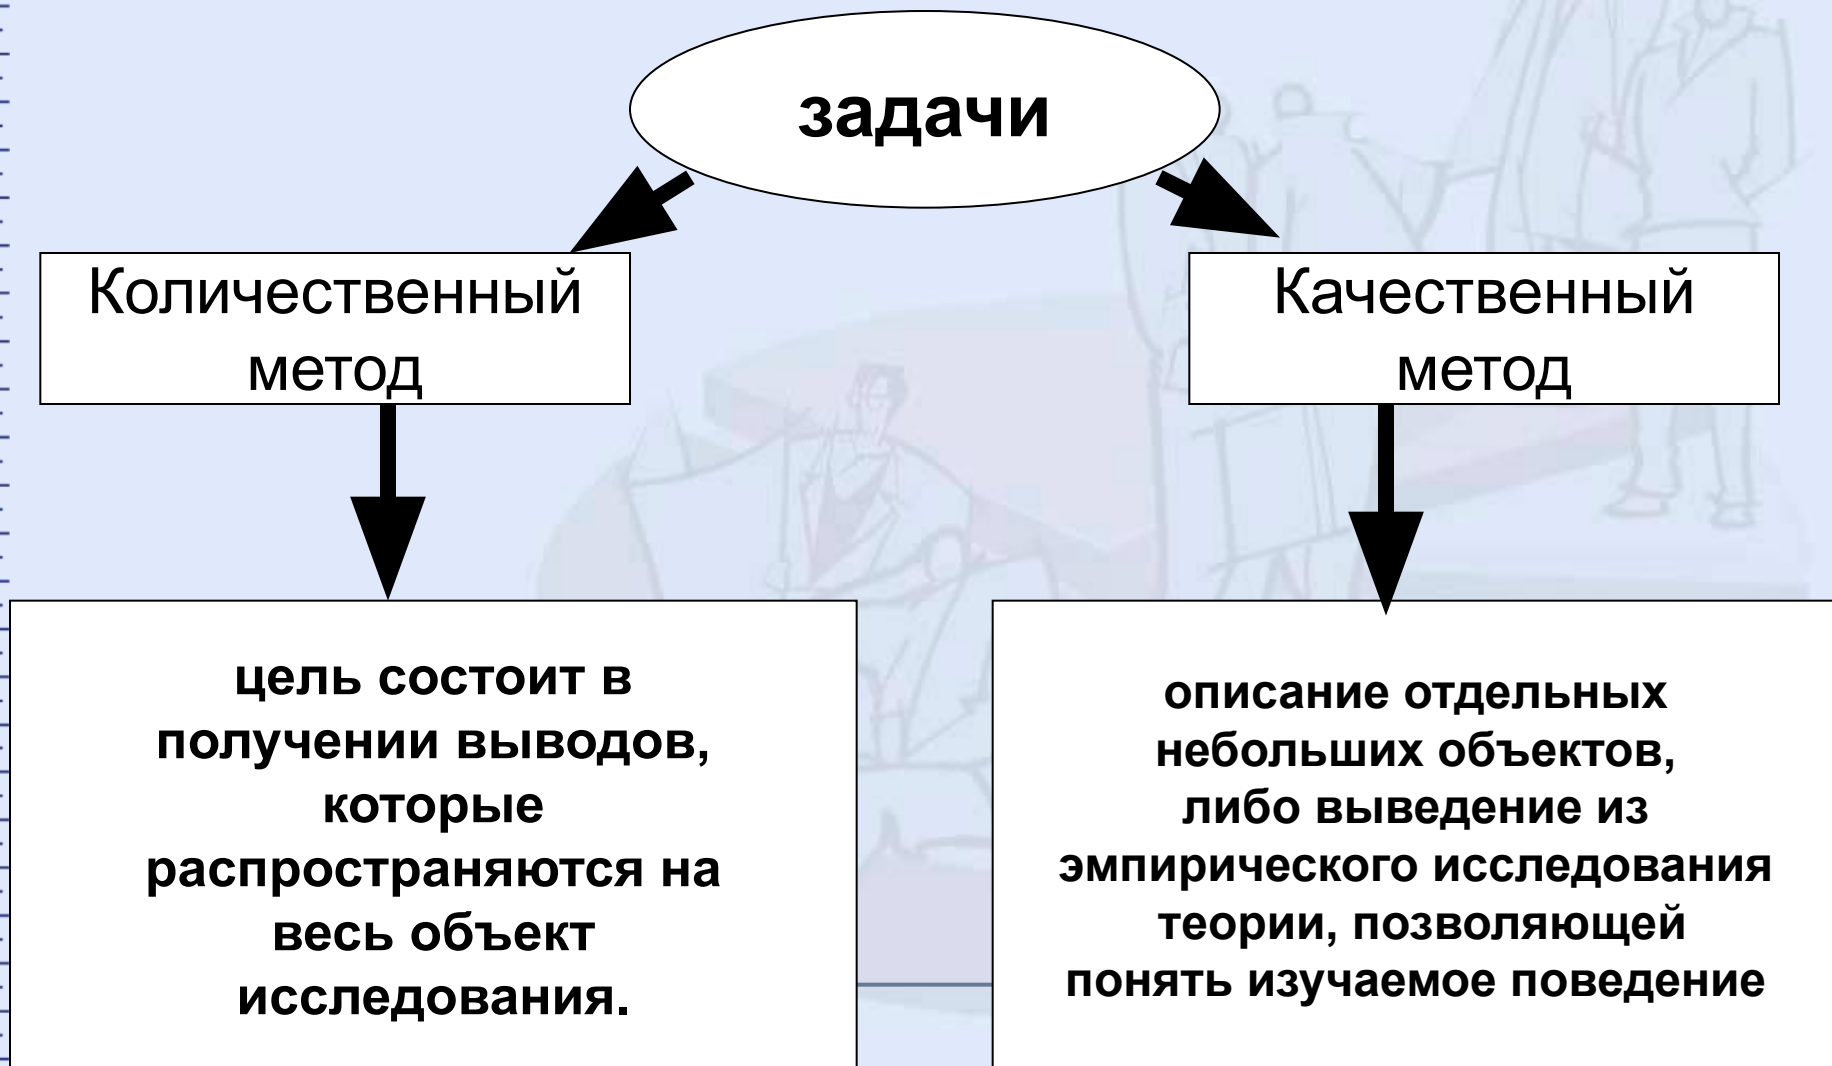 задачи
Количественный
метод
Качественный
метод
цель состоит в
получении выводов,
которые
распространяются на
весь объект
исследования.
описание отдельных
небольших объектов,
либо выведение из
эмпирического исследования
теории, позволяющей
понять изучаемое поведение